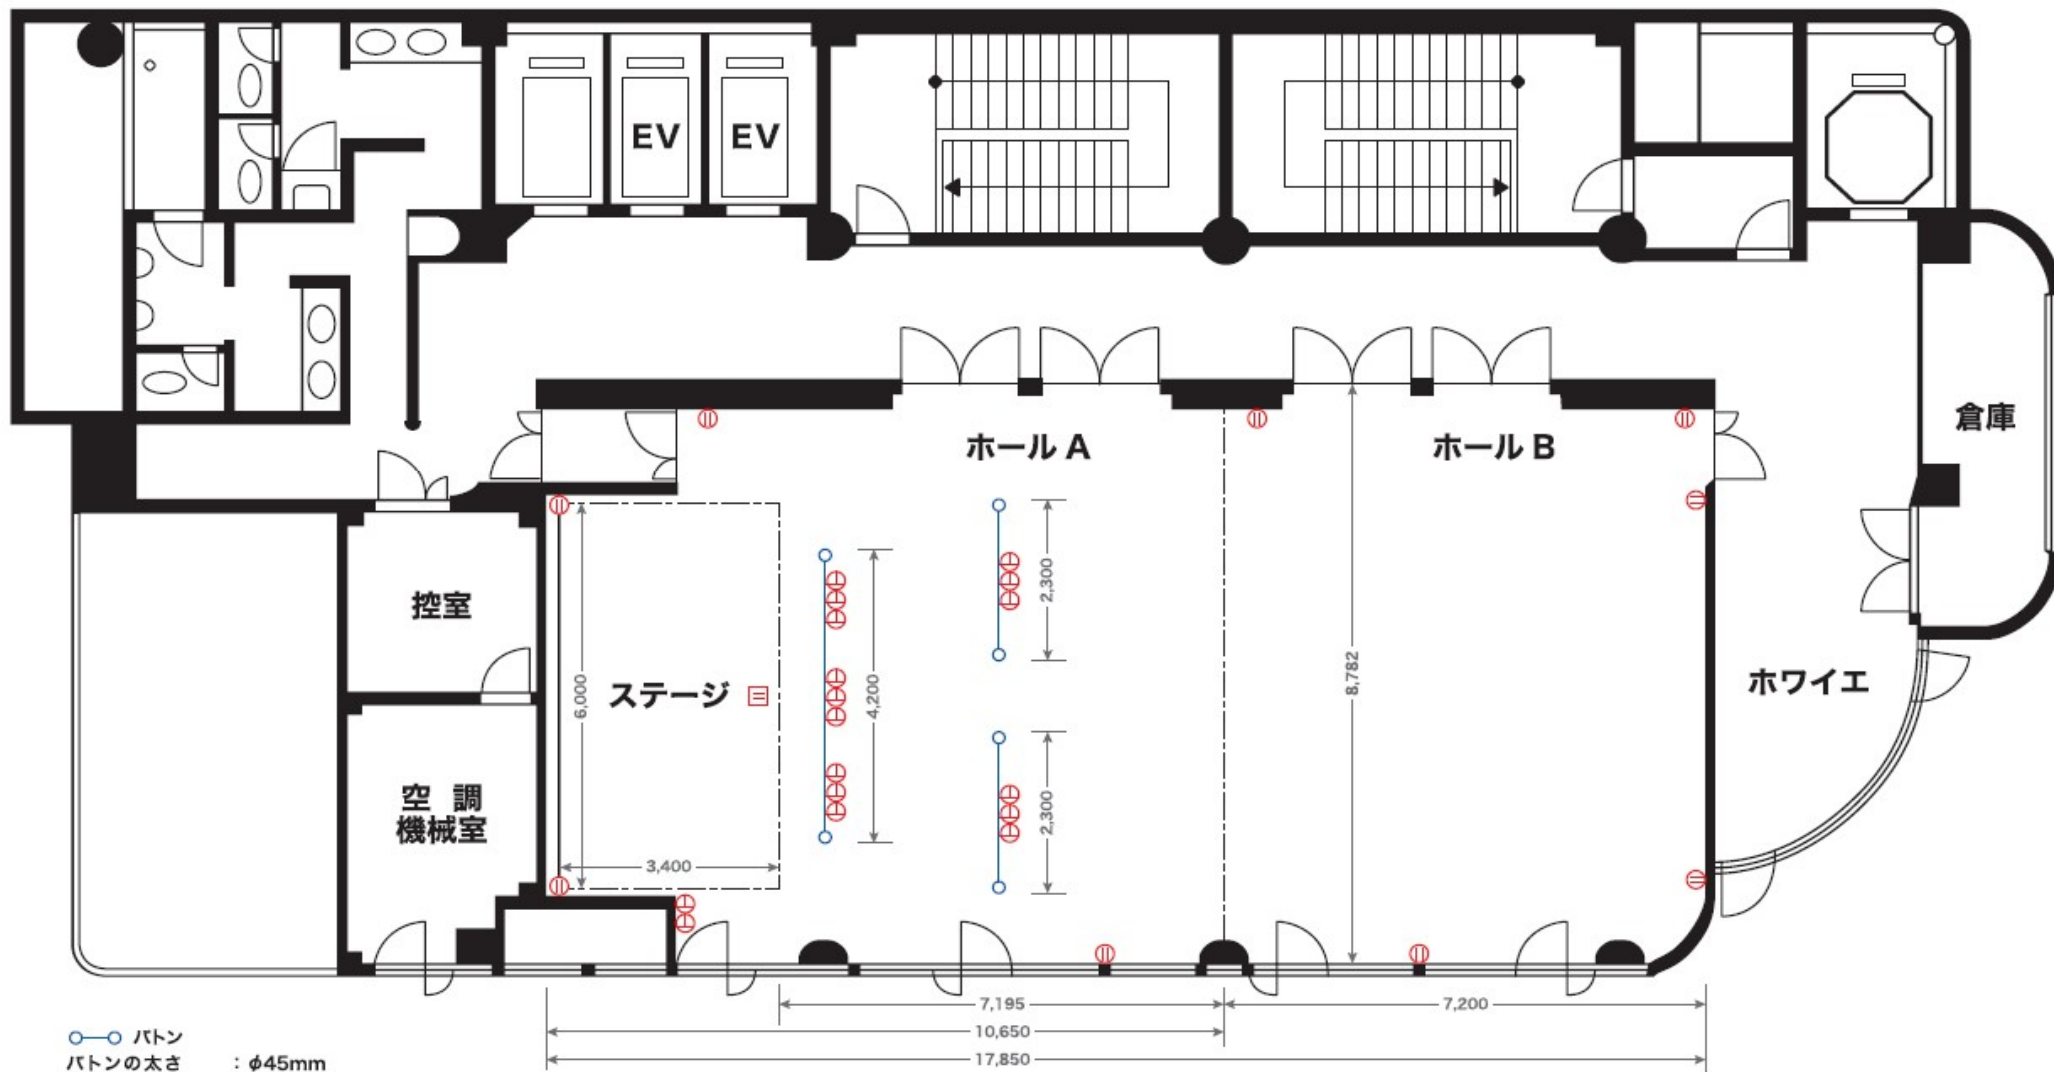 EV
EV
ホール A
ホール B
倉庫
控室
ステージ
ホワイエ
空 調
機械室
6,000
3,400
4,200
2,300
2,300
8,782
7,195
7,200
10,650
17,850
バトン
バトンの太さ : φ45mm